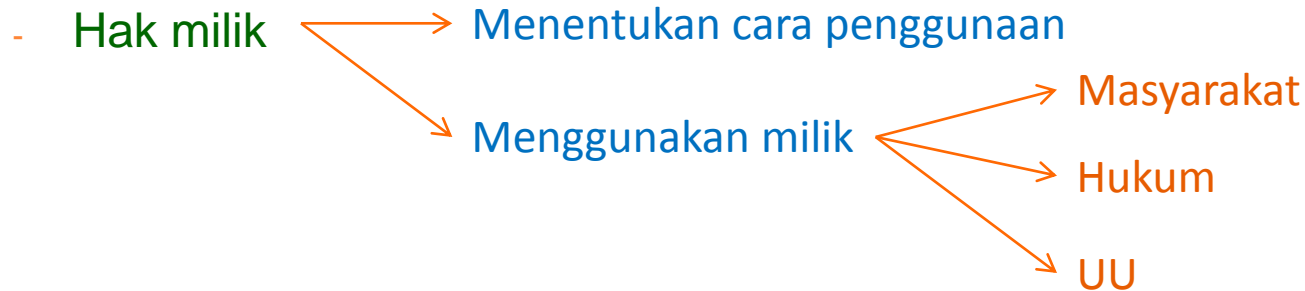 - Hak milik
Menentukan cara penggunaan
Menggunakan milik
Masyarakat
Hukum
UU